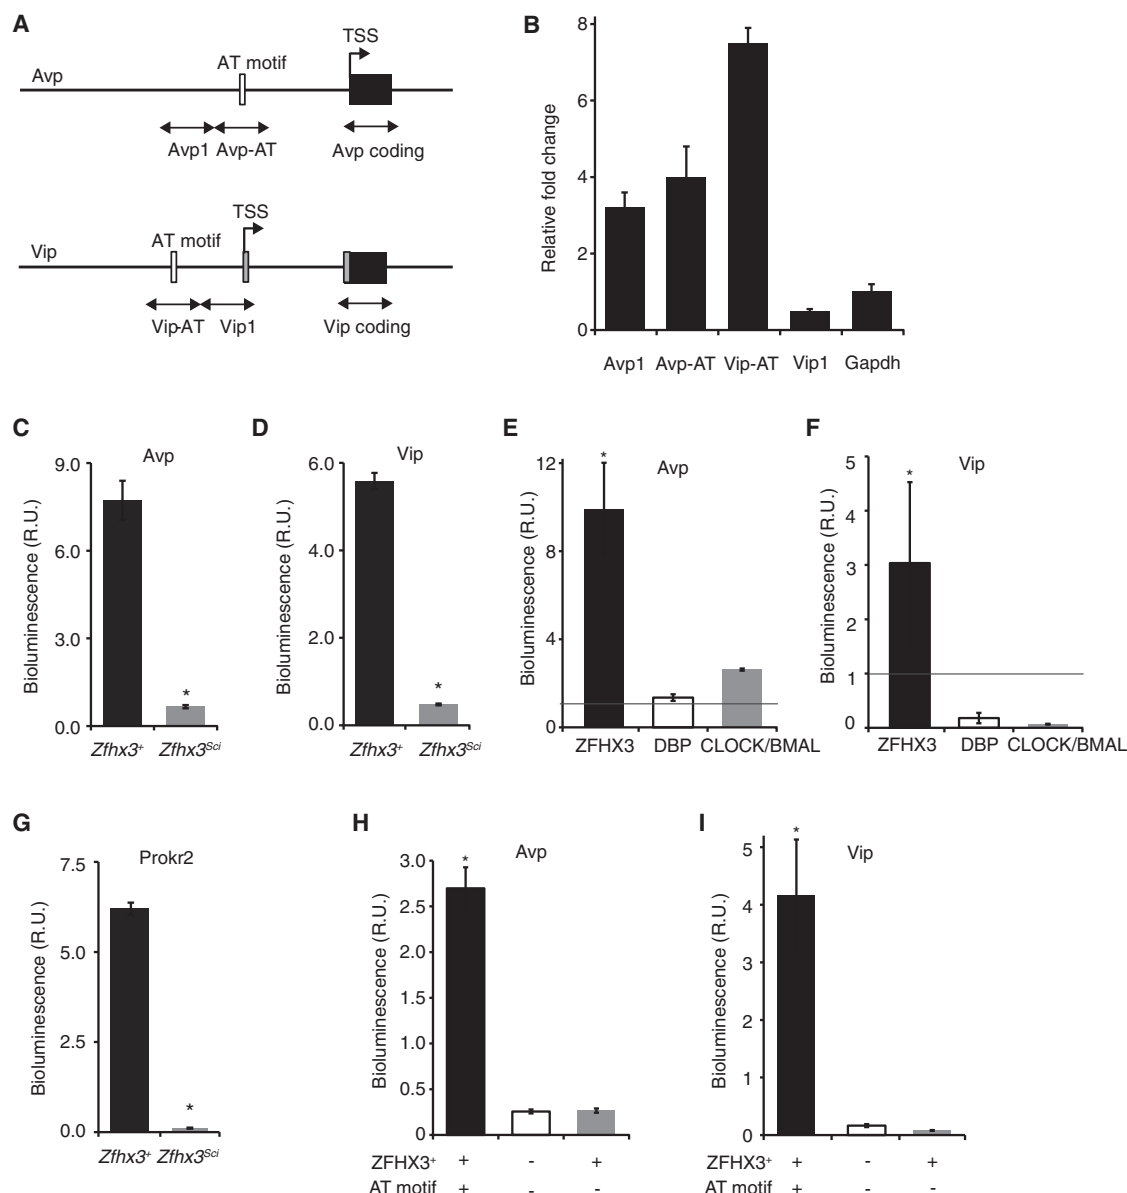 A
TSS
AT motif
Avp
Avp1 Avp-AT Avp coding
TSS
AT motif
Vip
Vip-AT Vip1 Vip coding
B
Relative fold change
8
6
4
2
0
Avp1 Avp-AT Vip-AT Vip1 Gapdh
C
Avp
Bioluminescence (R.U.)
9.0
6.0
3.0
0.0
*
Zfhx3+ Zfhx3Sci
D
Vip
Bioluminescence (R.U.)
6.0
4.0
2.0
0.0
*
Zfhx3+ Zfhx3Sci
E
Avp
Bioluminescence (R.U.)
12
8
4
0
*
ZFHX3 DBP CLOCK/BMAL
F
Vip
Bioluminescence (R.U.)
5
4
3
2
1
0
*
ZFHX3 DBP CLOCK/BMAL
G
Prokr2
Bioluminescence (R.U.)
7.5
5.0
2.5
0.0
*
Zfhx3+ Zfhx3Sci
H
Avp
Bioluminescence (R.U.)
3.0
2.5
2.0
1.5
1.0
0.5
0
*
ZFHX3+ + - +
AT motif + - -
I
Vip
Bioluminescence (R.U.)
5
4
3
2
1
0
*
ZFHX3+ + - +
AT motif + - -